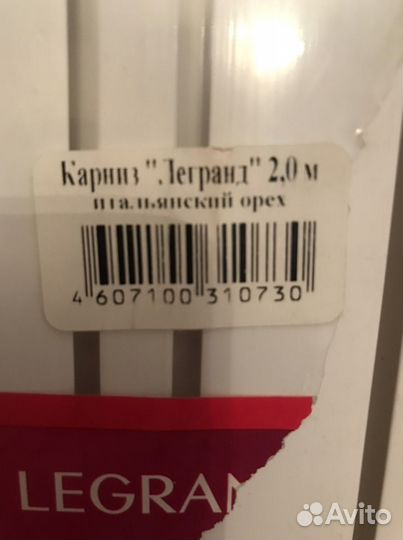 Карниз "Легранд" 2,0 м
итальянский орех
4 607100 310730
LEGRAN
Avito